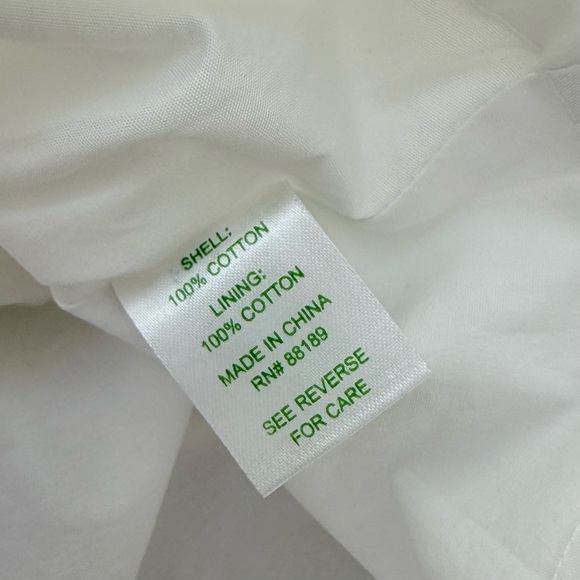 SHELL:
100% COTTON
LINING:
100% COTTON
MADE IN CHINA
RN# 88189
SEE REVERSE
FOR CARE